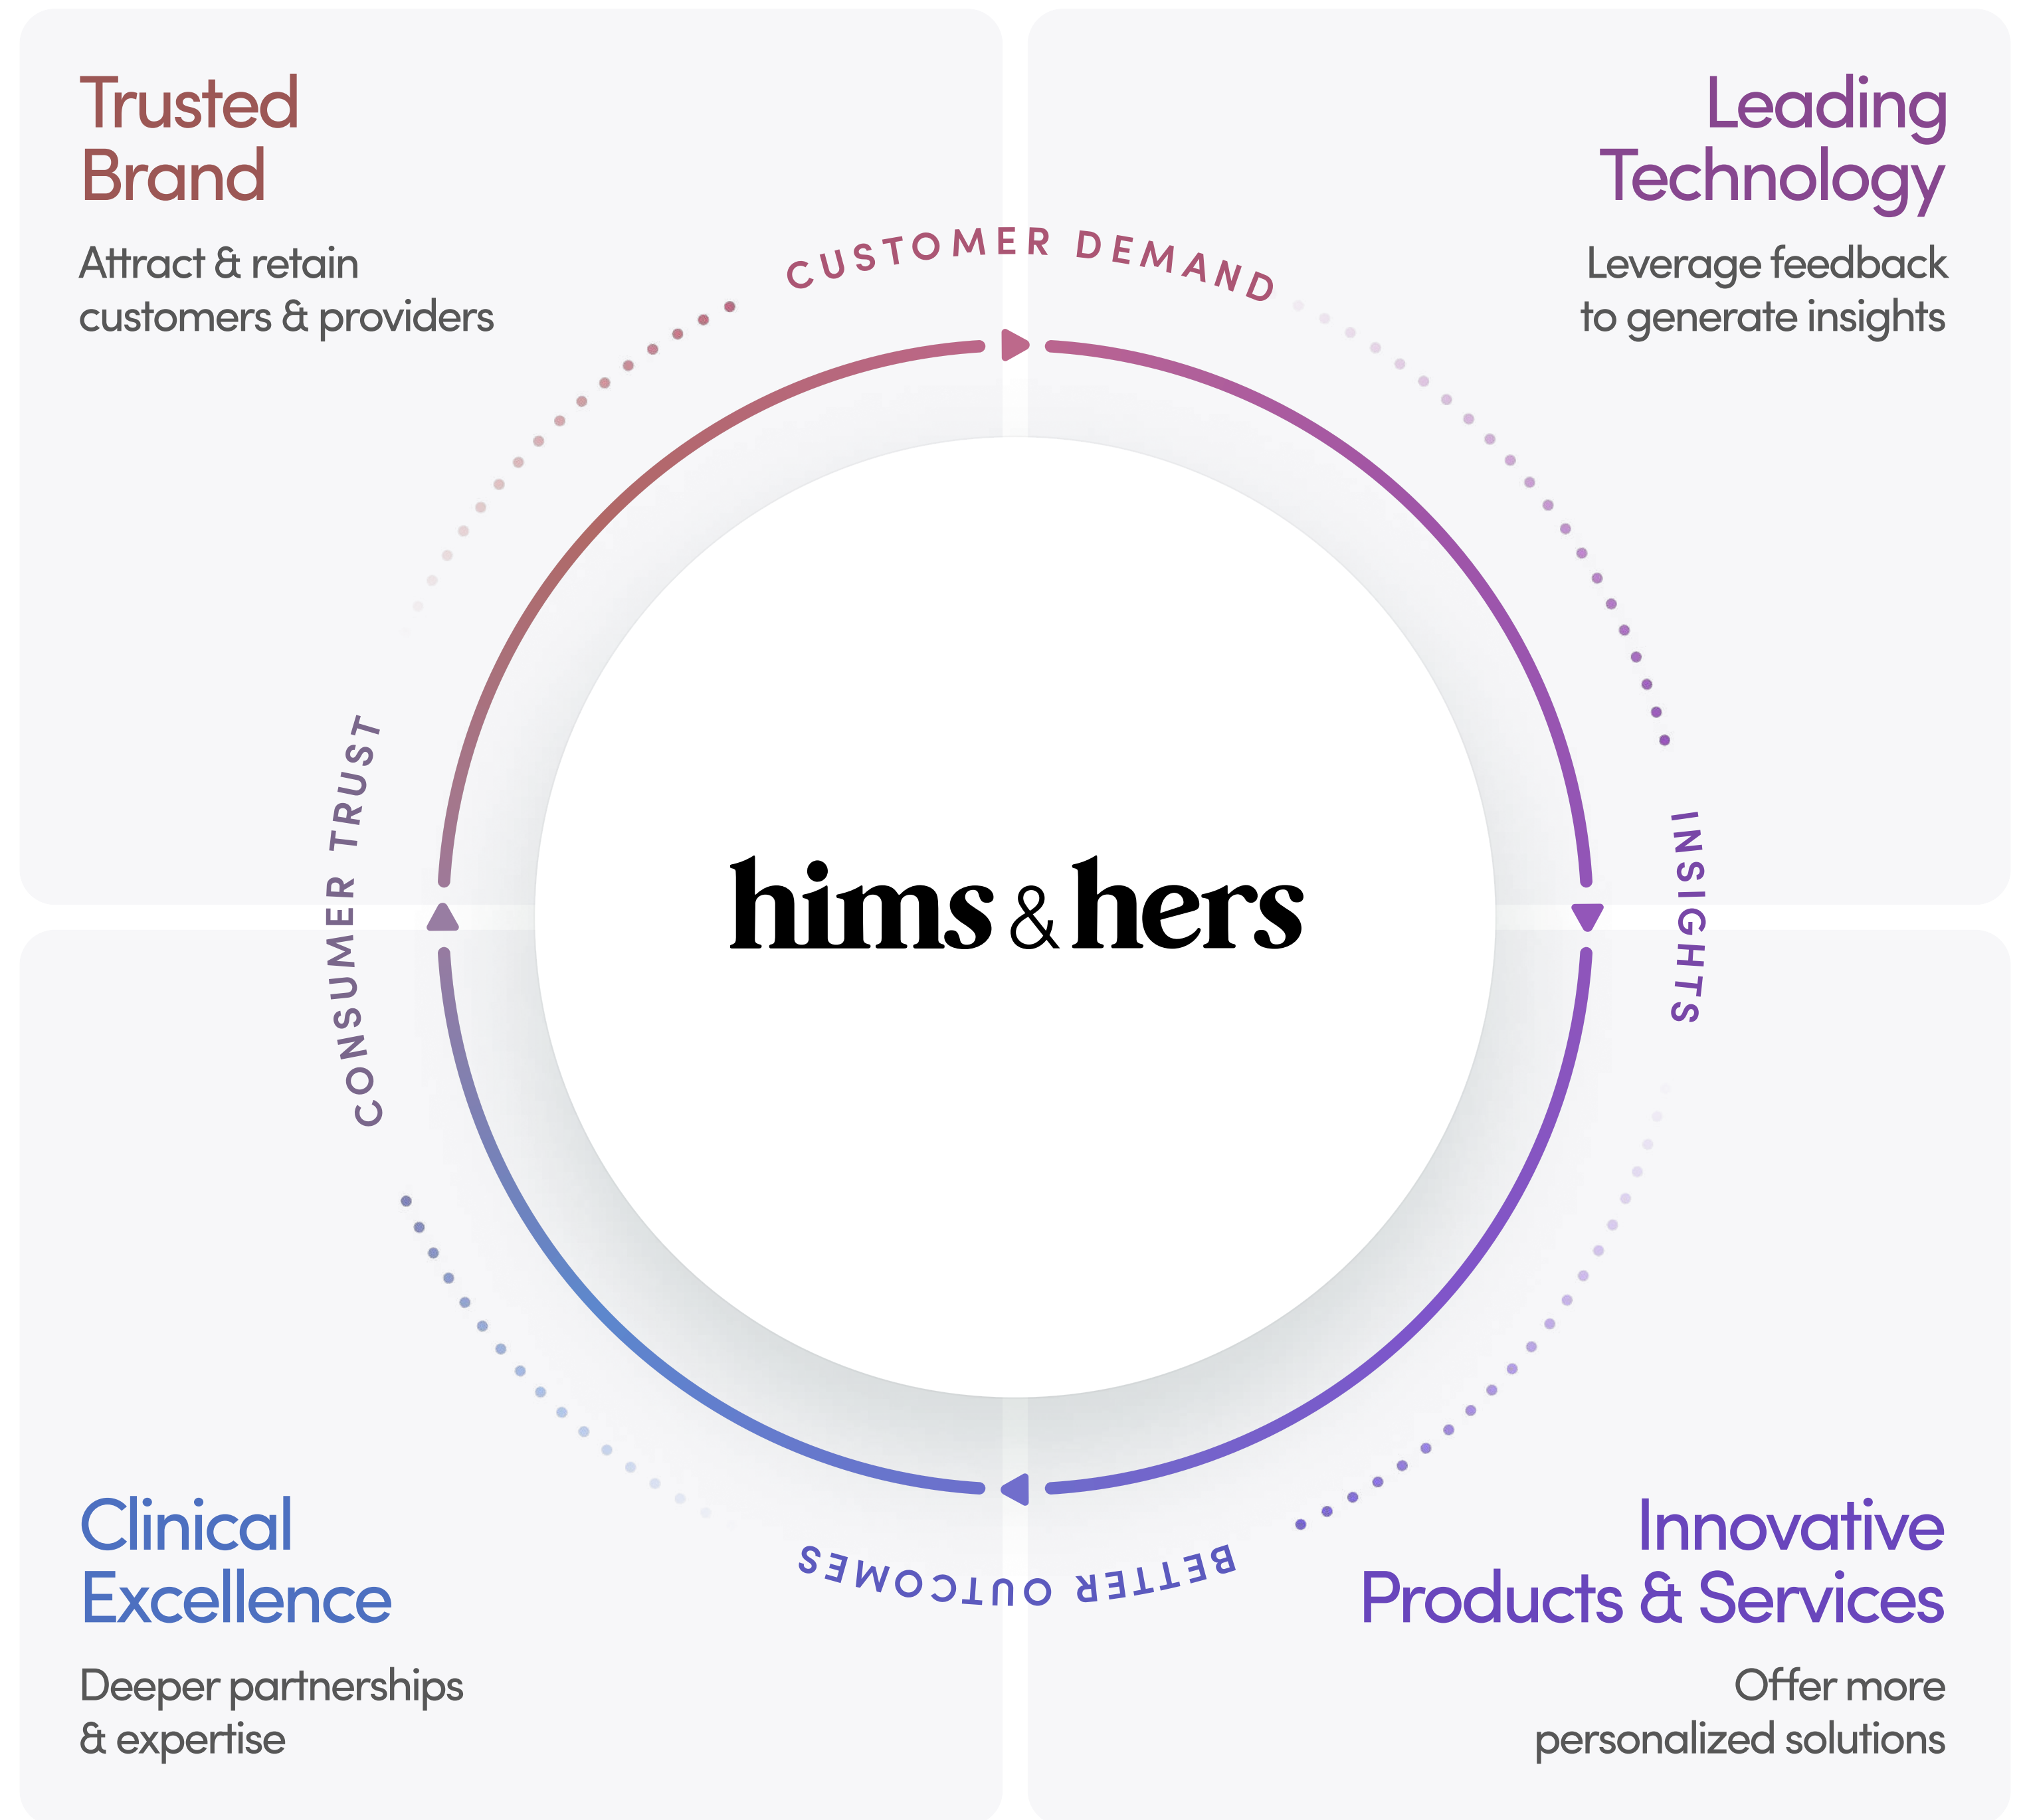 Trusted
Brand
Attract & retain
customers & providers
Leading
Technology
Leverage feedback
to generate insights
CUSTOMER DEMAND
CONSUMER TRUST
hims & hers
INSIGHTS
BETTER OUTCOMES
Clinical
Excellence
Deeper partnerships
& expertise
Innovative
Products & Services
Offer more
personalized solutions